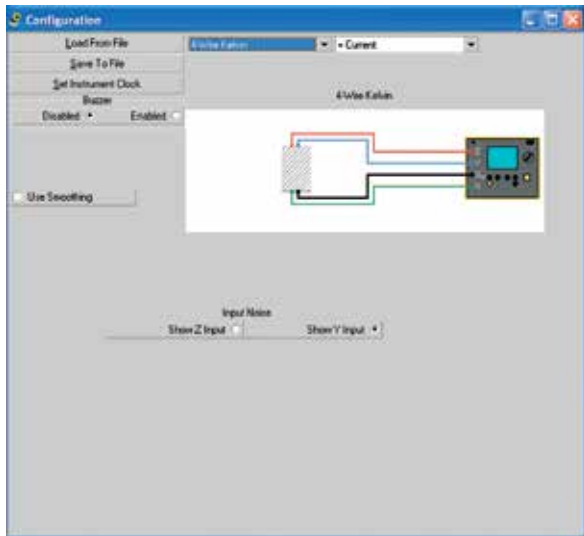 Configuration
Load From File
4-Wire Kelvin
+ Current
Save To File
Set Instrument Clock
Buzzer
4-Wire Kelvin
Disabled Enabled
Use Smoothing
Input Noise
Show Z Input Show Y Input